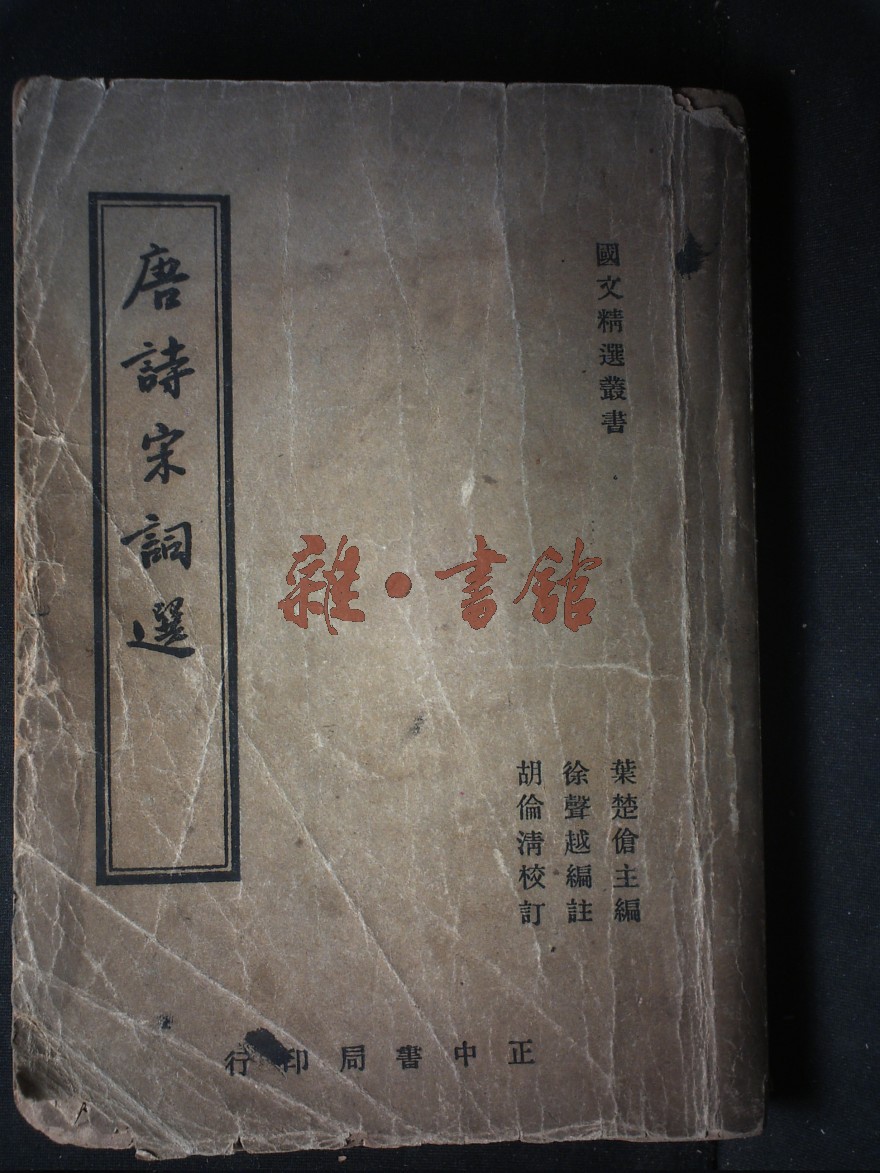 國文精選叢書
葉楚傖主編
徐聲越編註
胡倫清校訂
唐詩宋詞選
正中書局印行
雜·書舘